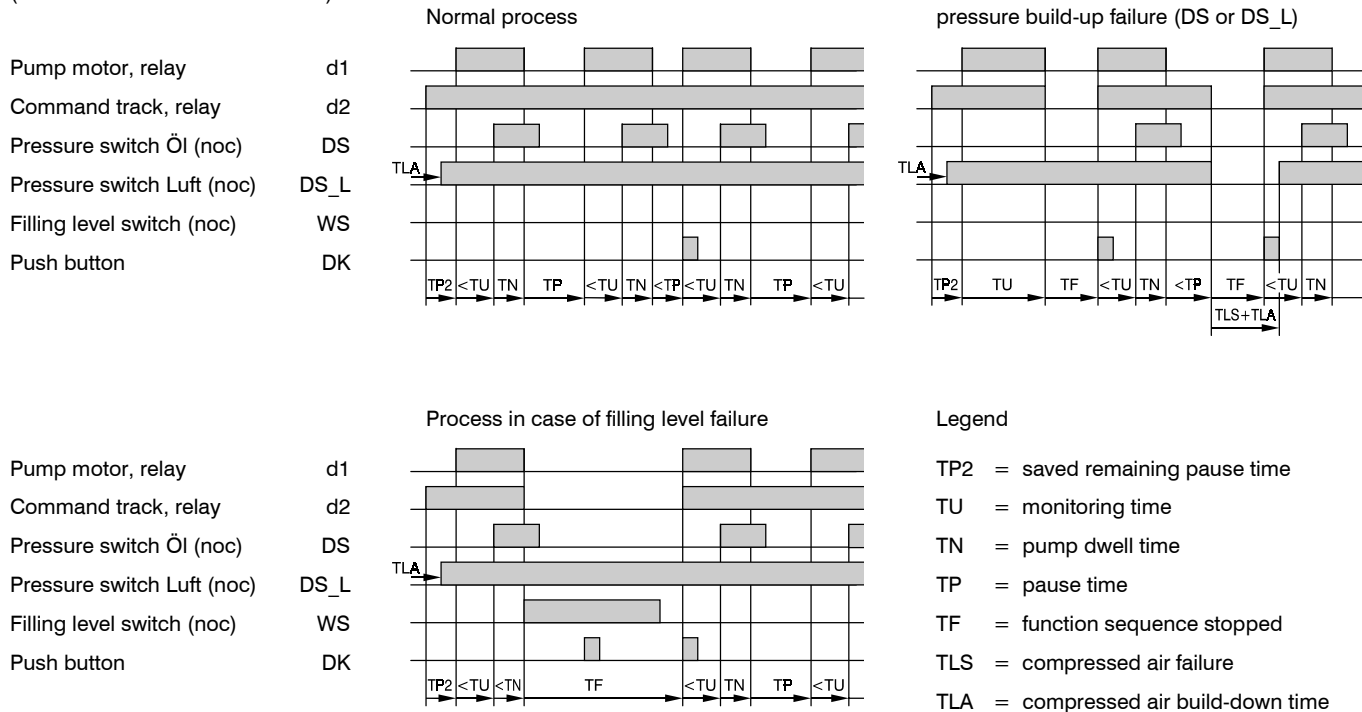 Normal process
pressure build-up failure (DS or DS_L)
Pump motor, relay d1
Command track, relay d2
Pressure switch Öl (noc) DS
Pressure switch Luft (noc) DS_L
Filling level switch (noc) WS
Push button DK
TLA
TP2 <TU TN TP <TU TN <TP <TU TN TP <TU
TLA
TP2 TU TF <TU TN <TP TF <TU TN
TLS+TLA
Process in case of filling level failure
Pump motor, relay d1
Command track, relay d2
Pressure switch Öl (noc) DS
Pressure switch Luft (noc) DS_L
Filling level switch (noc) WS
Push button DK
TLA
TP2 <TU <TN TF <TU TN TP <TU
Legend
TP2 = saved remaining pause time
TU = monitoring time
TN = pump dwell time
TP = pause time
TF = function sequence stopped
TLS = compressed air failure
TLA = compressed air build-down time